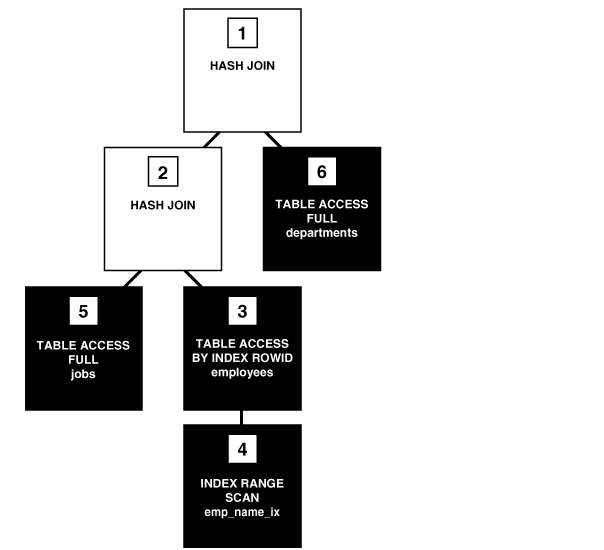 1
HASH JOIN
2
HASH JOIN
6
TABLE ACCESS
FULL
departments
5
TABLE ACCESS
FULL
jobs
3
TABLE ACCESS
BY INDEX ROWID
employees
4
INDEX RANGE
SCAN
emp_name_ix